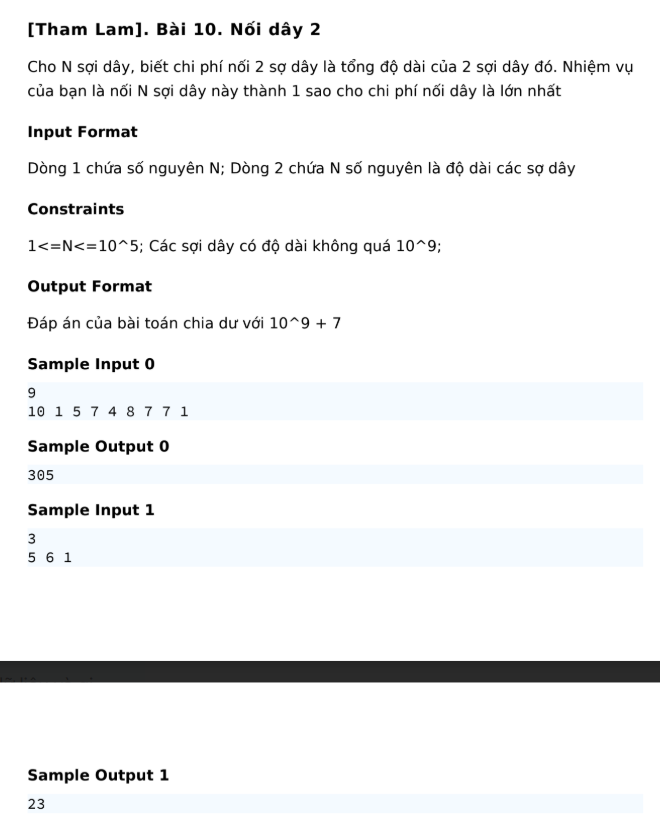 [Tham Lam]. Bài 10. Nối dây 2
Cho N sợi dây, biết chi phí nối 2 sợ dây là tổng độ dài của 2 sợi dây đó. Nhiệm vụ
của bạn là nối N sợi dây này thành 1 sao cho chi phí nối dây là lớn nhất
Input Format
Dòng 1 chứa số nguyên N; Dòng 2 chứa N số nguyên là độ dài các sợ dây
Constraints
1<=N<=10^5; Các sợi dây có độ dài không quá 10^9;
Output Format
Đáp án của bài toán chia dư với 10^9 + 7
Sample Input 0
9
10 1 5 7 4 8 7 7 1
Sample Output 0
305
Sample Input 1
3
5 6 1
Sample Output 1
23